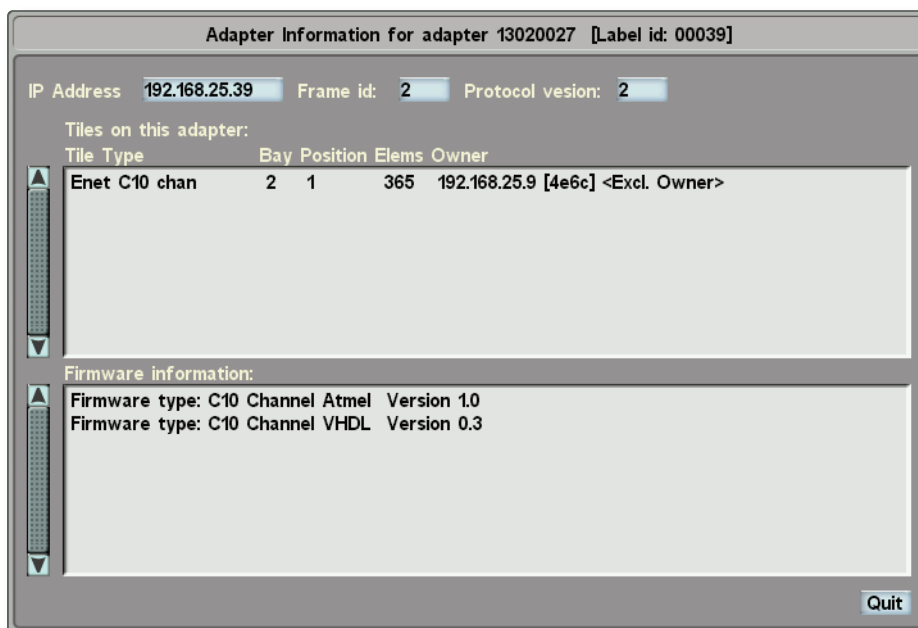 Adapter Information for adapter 13020027 [Label id: 00039]
IP Address 192.168.25.39 Frame id: 2 Protocol vesion: 2
Tiles on this adapter:
Tile Type Bay Position Elems Owner
Enet C10 chan 2 1 365 192.168.25.9 [4e6c] <Excl. Owner>
Firmware information:
Firmware type: C10 Channel Atmel Version 1.0
Firmware type: C10 Channel VHDL Version 0.3
Quit